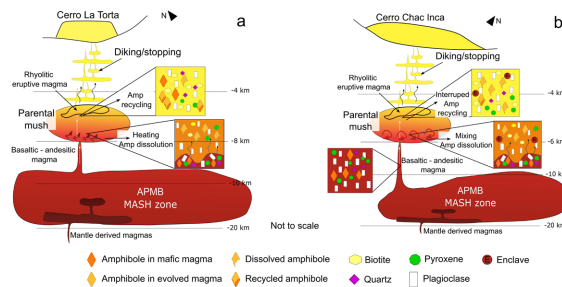 Cerro La Torta
N
a
Diking/stopping
Rhyolitic
eruptive magma
Amp
recycling
-4 km
Parental
mush
Heating
Amp dissolution
-8 km
Basaltic - andesitic
magma
-10 km
APMB
MASH zone
-20 km
Mantle derived magmas
Cerro Chac Inca
N
b
Diking/stopping
Rhyolitic
eruptive magma
Interruped
Amp
recycling
-4 km
Parental
mush
Mixing
Amp dissolution
-8 km
Basaltic - andesitic
magma
-10 km
APMB
MASH zone
-20 km
Mantle derived magmas
Not to scale
Amphibole in mafic magma
Dissolved amphibole
Biotite
Pyroxene
Enclave
Amphibole in evolved magma
Recycled amphibole
Quartz
Plagioclase